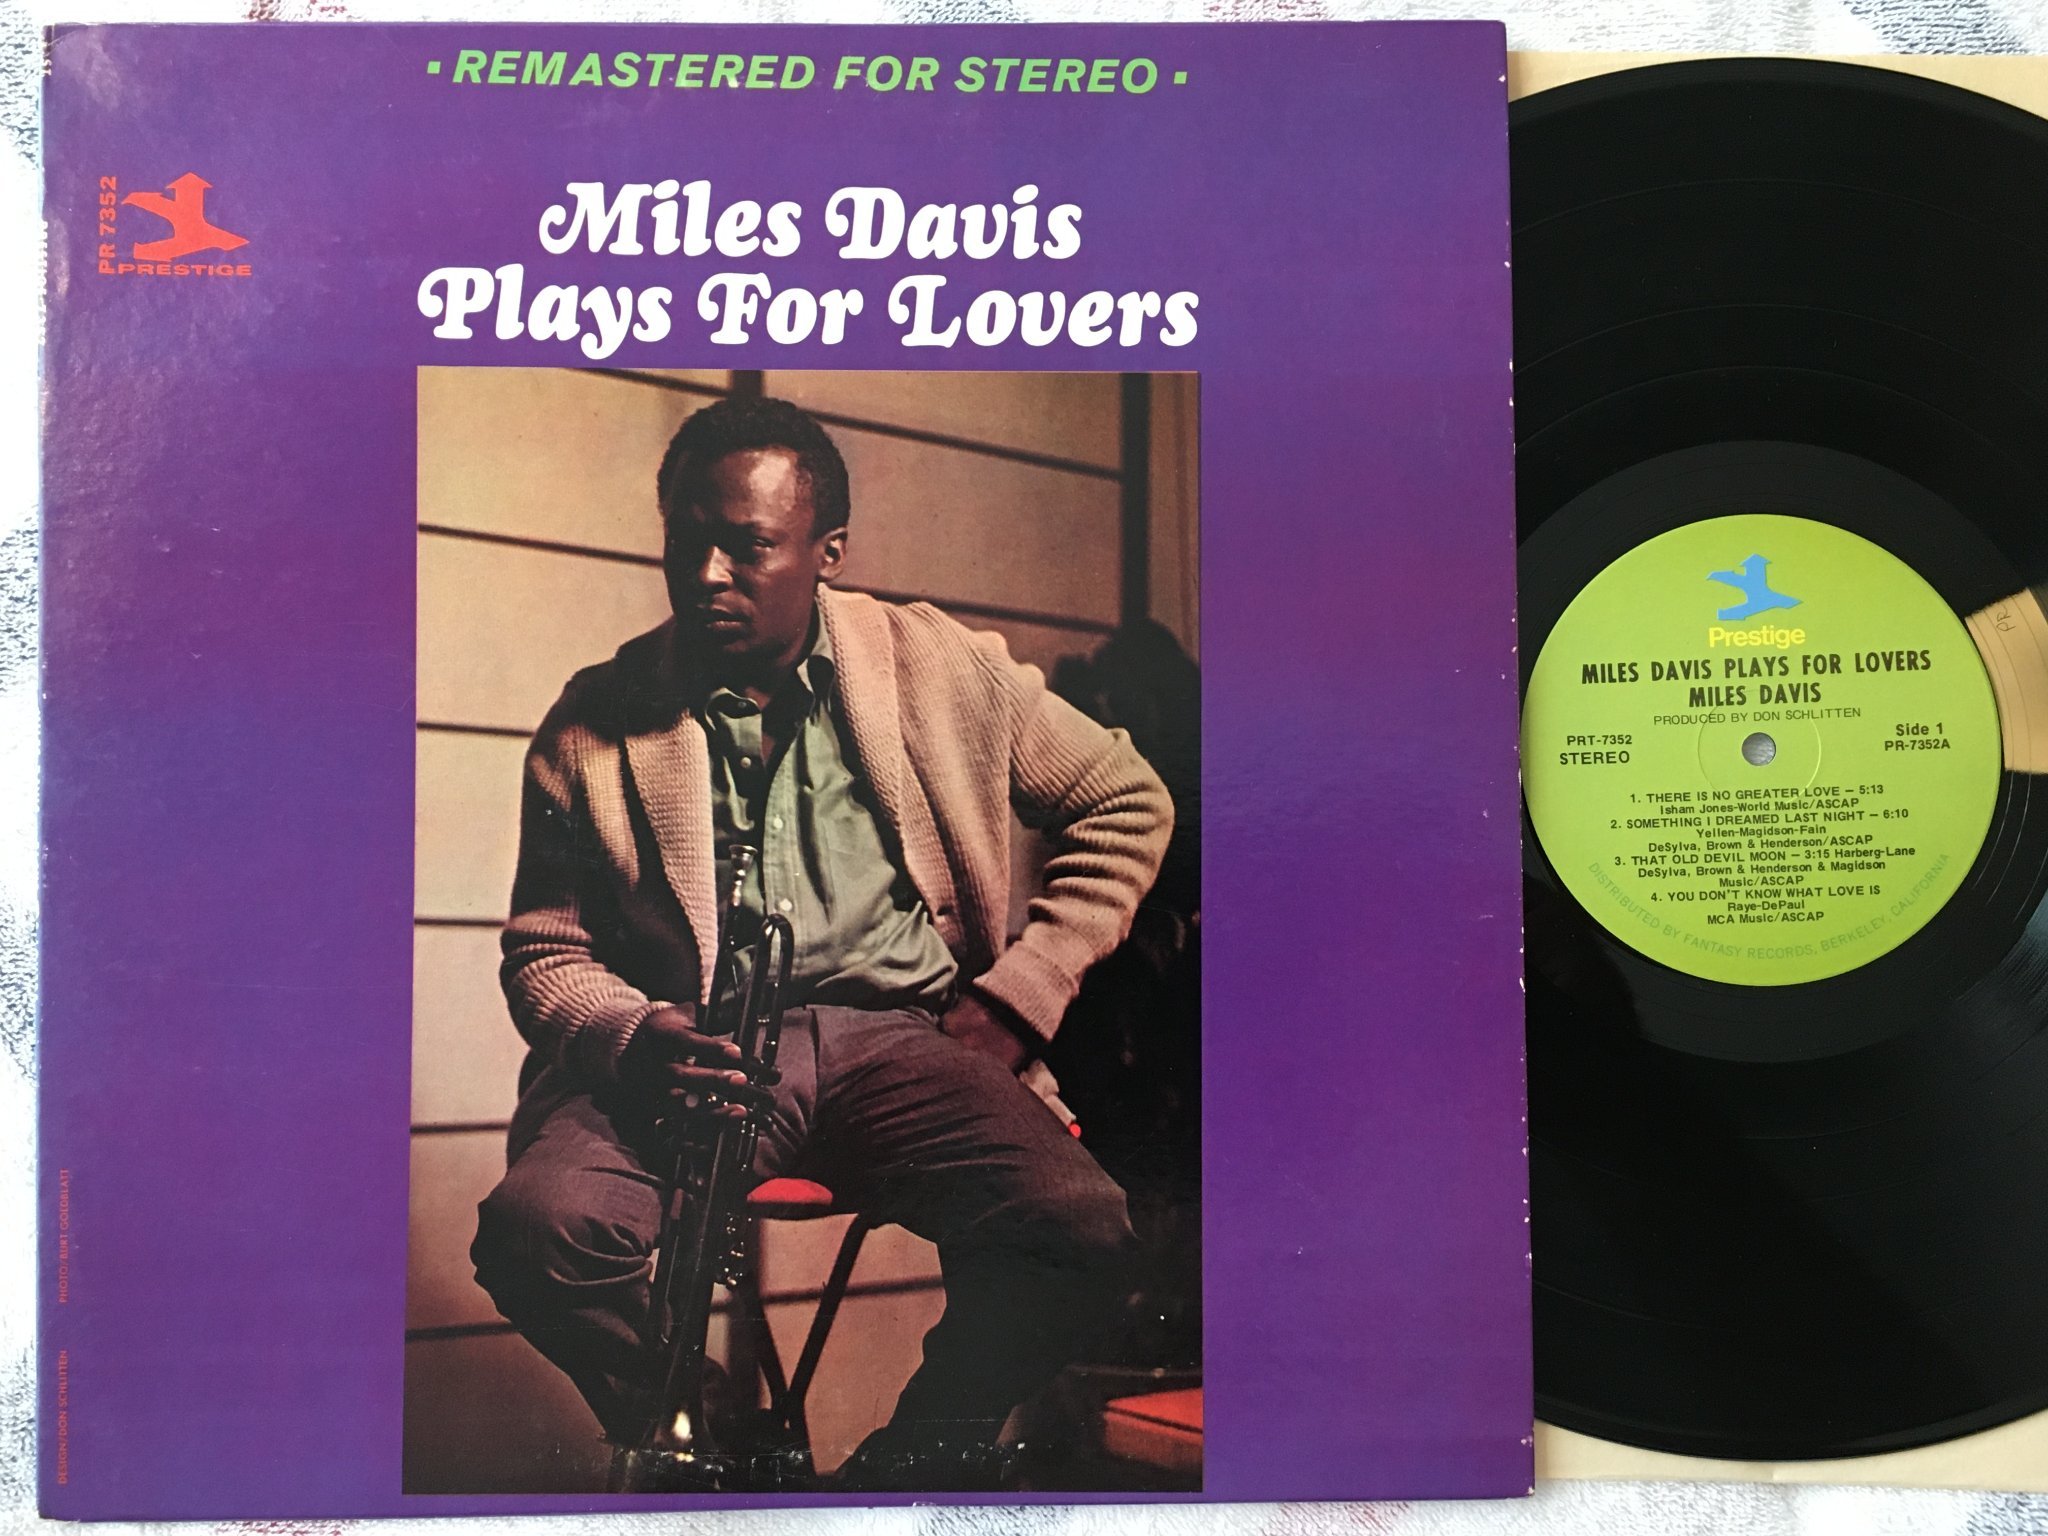 ▪ REMASTERED FOR STEREO ▪
PR 7352
PRESTIGE
Miles Davis
Plays For Lovers
PHOTO/BURT GOLDBLATT
DESIGN/DON SCHLITTEN
Prestige
MILES DAVIS PLAYS FOR LOVERS
MILES DAVIS
PRODUCED BY DON SCHLITTEN
PRT-7352
STEREO
Side 1
PR-7352A
1. THERE IS NO GREATER LOVE – 5:13
Isham Jones-World Music/ASCAP
2. SOMETHING I DREAMED LAST NIGHT – 6:10
Yellen-Magidson-Fain
DeSylva, Brown & Henderson/ASCAP
3. THAT OLD DEVIL MOON – 3:15 Harberg-Lane
DeSylva, Brown & Henderson & Magidson
Music/ASCAP
4. YOU DON'T KNOW WHAT LOVE IS
Raye-DePaul
MCA Music/ASCAP
DISTRIBUTED BY FANTASY RECORDS, BERKELEY, CALIFORNIA
PR